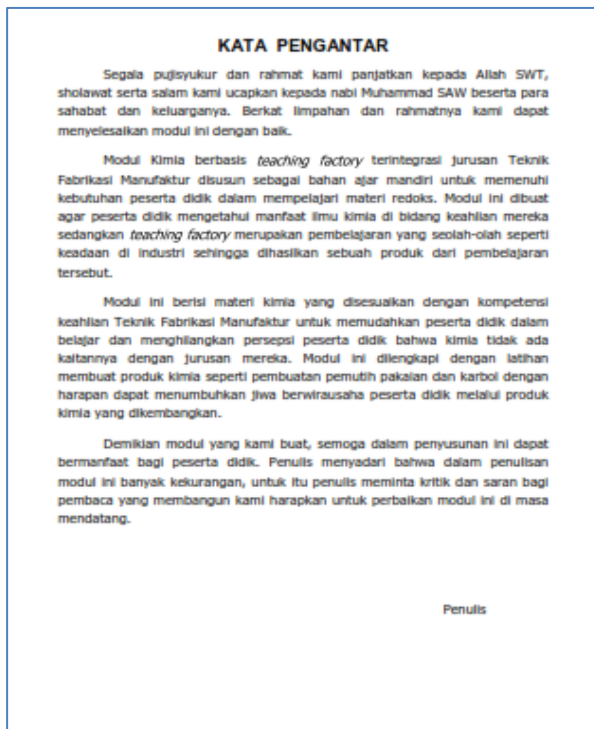 KATA PENGANTAR
Segala pujisyukur dan rahmat kami panjatkan kepada Allah SWT,
sholawat serta salam kami ucapkan kepada nabi Muhammad SAW beserta para
sahabat dan keluarganya. Berkat limpahan dan rahmatnya kami dapat
menyelesaikan modul ini dengan baik.
Modul Kimia berbasis teaching factory terintegrasi jurusan Teknik
Fabrikasi Manufaktur disusun sebagai bahan ajar mandiri untuk memenuhi
kebutuhan peserta didik dalam mempelajari materi redoks. Modul ini dibuat
agar peserta didik mengetahui manfaat ilmu kimia di bidang keahlian mereka
sedangkan teaching factory merupakan pembelajaran yang seolah-olah seperti
keadaan di industri sehingga dihasilkan sebuah produk dari pembelajaran
tersebut.
Modul ini berisi materi kimia yang disesuaikan dengan kompetensi
keahlian Teknik Fabrikasi Manufaktur untuk memudahkan peserta didik dalam
belajar dan menghilangkan persepsi peserta didik bahwa kimia tidak ada
kaitannya dengan jurusan mereka. Modul ini dilengkapi dengan latihan
membuat produk kimia seperti pembuatan pemutih pakaian dan karbol dengan
harapan dapat menumbuhkan jiwa berwirausaha peserta didik melalui produk
kimia yang dikembangkan.
Demikian modul yang kami buat, semoga dalam penyusunan ini dapat
bermanfaat bagi peserta didik. Penulis menyadari bahwa dalam penulisan
modul ini banyak kekurangan, untuk itu penulis meminta kritik dan saran bagi
pembaca yang membangun kami harapkan untuk perbaikan modul ini di masa
mendatang.
Penulis